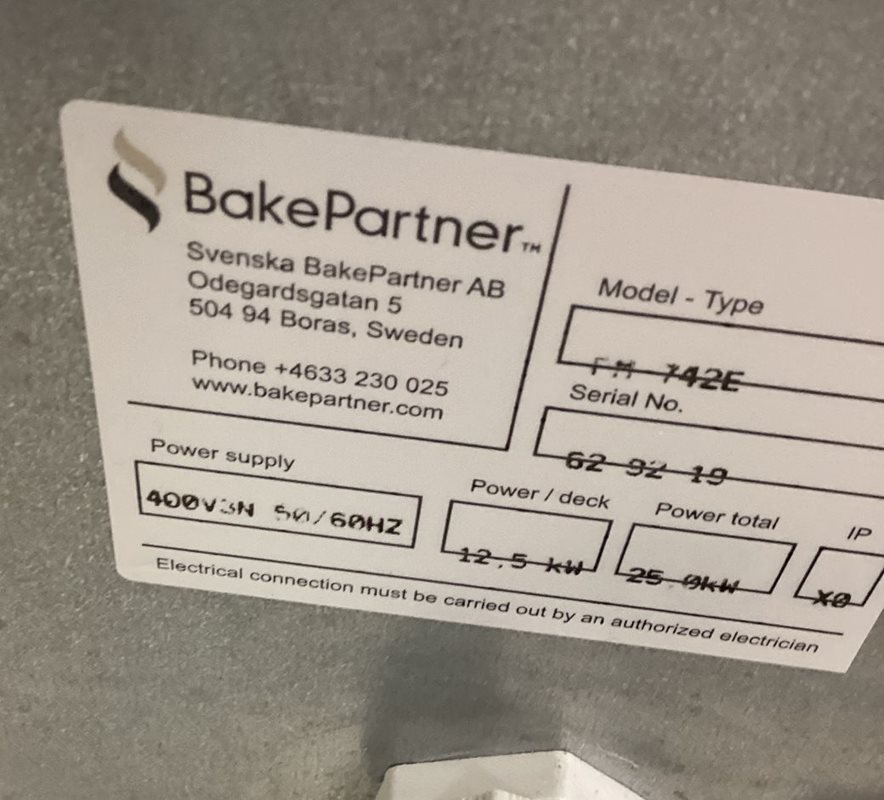 BakePartner™
Svenska BakePartner AB
Odegardsgatan 5
504 94 Boras, Sweden
Phone +4633 230 025
www.bakepartner.com
Model - Type
742E
Serial No.
62 92 19
Power supply
400V3N 50/60HZ
Power / deck
12.5 kW
Power total
25.0kW
IP
X0
Electrical connection must be carried out by an authorized electrician